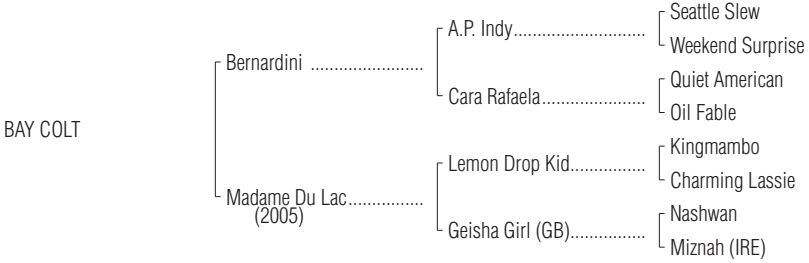 Seattle Slew
A.P. Indy............................
Weekend Surprise
Bernardini ........................
Quiet American
Cara Rafaela......................
Oil Fable
BAY COLT
Kingmambo
Lemon Drop Kid................
Charming Lassie
Madame Du Lac................
(2005)
Nashwan
Geisha Girl (GB)................
Miznah (IRE)